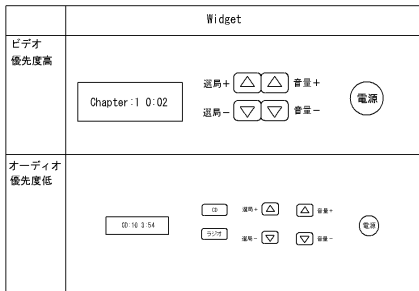 Widget
ビデオ
優先度高
Chapter:1 0:02
選局+
音量+
選局-
音量-
電源
オーディオ
優先度低
CD:10 3:54
CD
選局+
音量+
ラジオ
選局-
音量-
電源